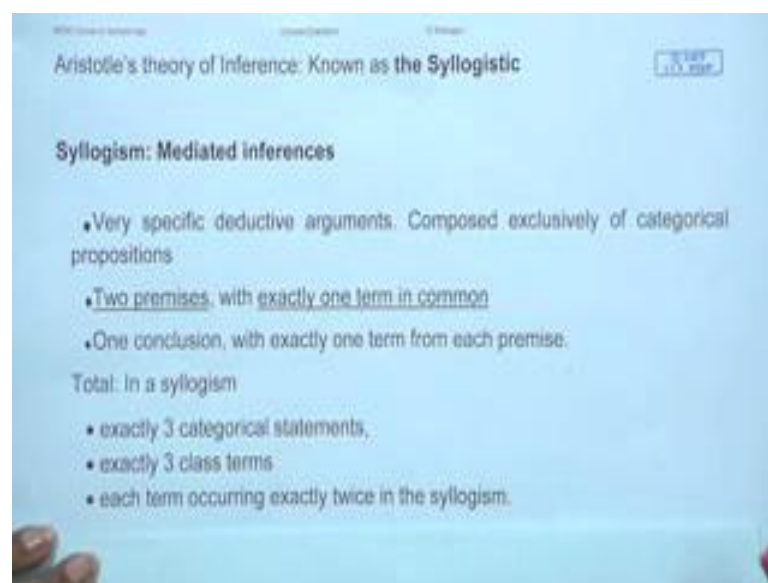 Aristotle's theory of Inference: Known as the Syllogistic
Syllogism: Mediated inferences
•Very specific deductive arguments. Composed exclusively of categorical
propositions
•Two premises, with exactly one term in common
•One conclusion, with exactly one term from each premise.
Total: In a syllogism
• exactly 3 categorical statements,
• exactly 3 class terms
• each term occurring exactly twice in the syllogism.